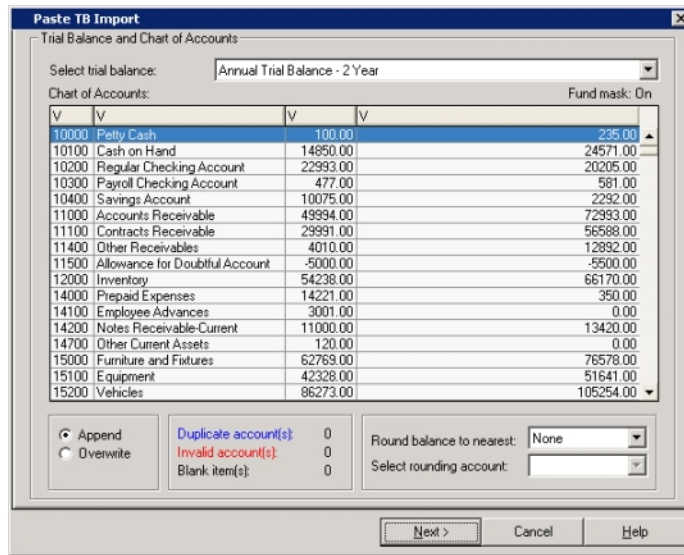 Paste TB Import
Trial Balance and Chart of Accounts
Select trial balance: Annual Trial Balance - 2 Year
Chart of Accounts: Fund mask: On
V V V V
10000 Petty Cash 100.00 235.00
10100 Cash on Hand 14850.00 24571.00
10200 Regular Checking Account 22993.00 20205.00
10300 Payroll Checking Account 477.00 581.00
10400 Savings Account 10075.00 2292.00
11000 Accounts Receivable 49994.00 72993.00
11100 Contracts Receivable 29991.00 56588.00
11400 Other Receivables 4010.00 12892.00
11500 Allowance for Doubtful Account -5000.00 -5500.00
12000 Inventory 54238.00 66170.00
14000 Prepaid Expenses 14221.00 350.00
14100 Employee Advances 3001.00 0.00
14200 Notes Receivable-Current 11000.00 13420.00
14700 Other Current Assets 120.00 0.00
15000 Furniture and Fixtures 62769.00 76578.00
15100 Equipment 42328.00 51641.00
15200 Vehicles 86273.00 105254.00
Append
Overwrite
Duplicate account(s): 0
Invalid account(s): 0
Blank item(s): 0
Round balance to nearest: None
Select rounding account:
Next > Cancel Help